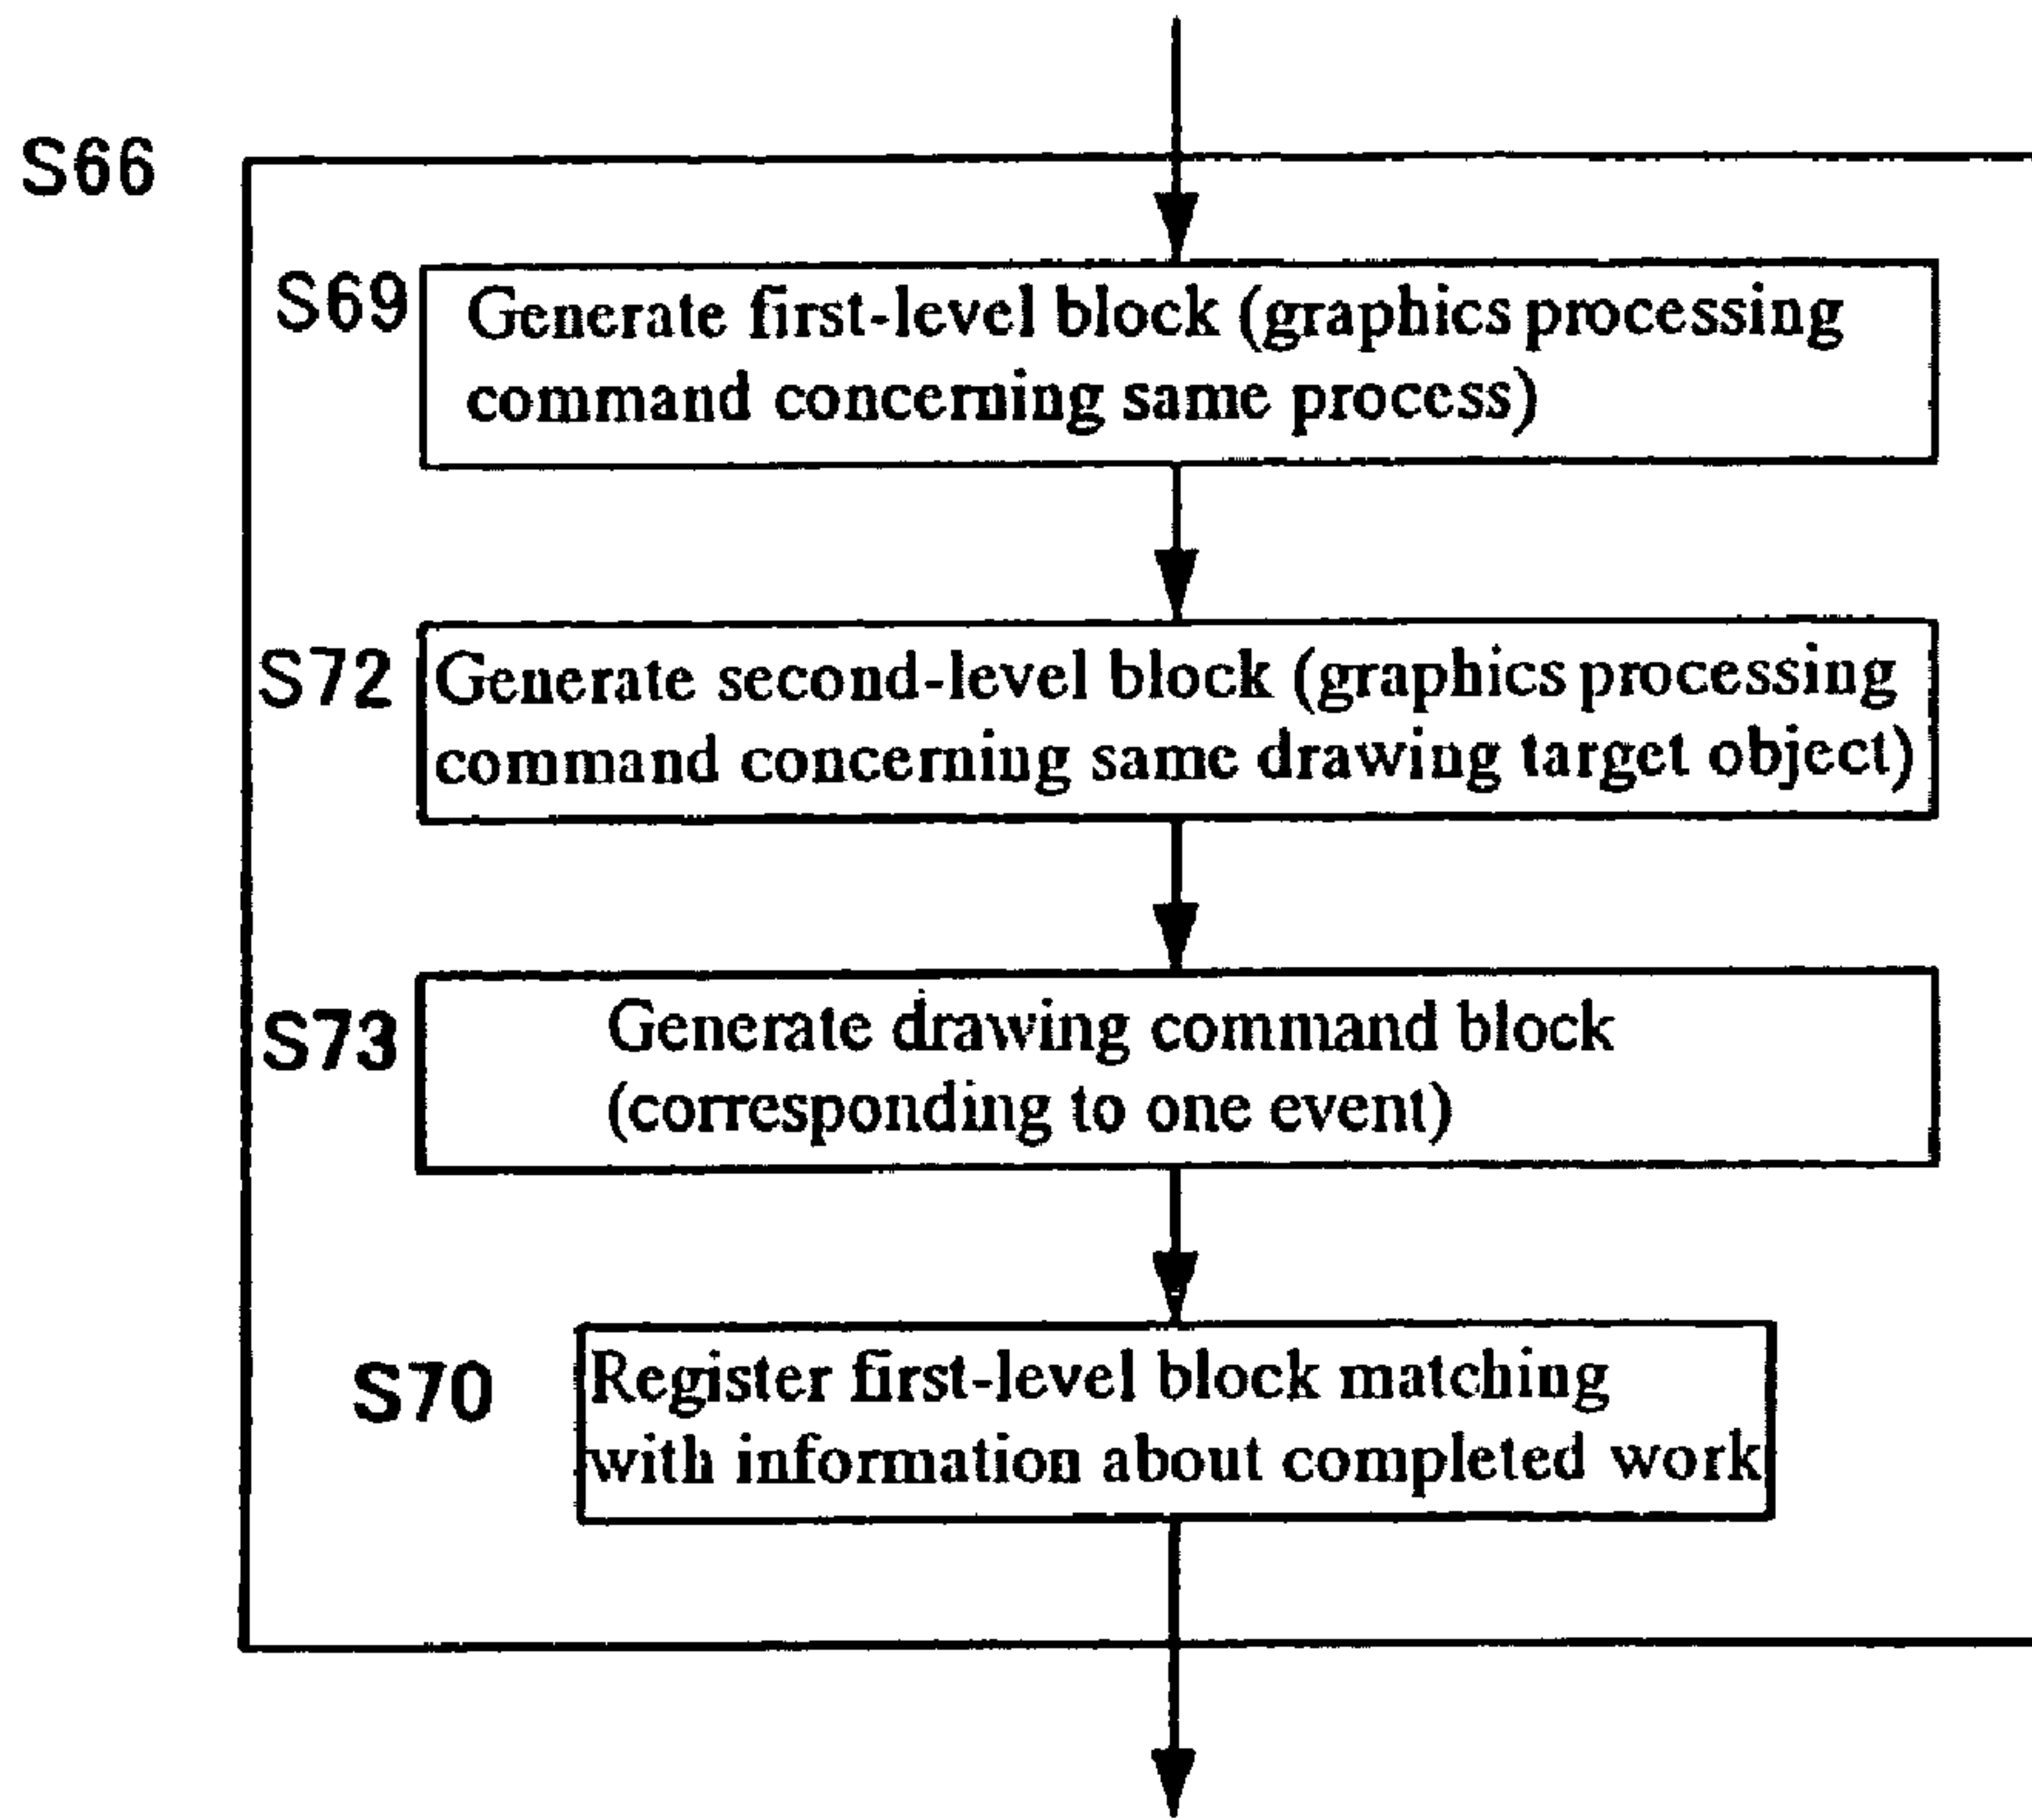 S66
S69
Generate first-level block (graphics processing
command concerning same process)
S72
Generate second-level block (graphics processing
command concerning same drawing target object)
S73
Generate drawing command block
(corresponding to one event)
S70
Register first-level block matching
with information about completed work